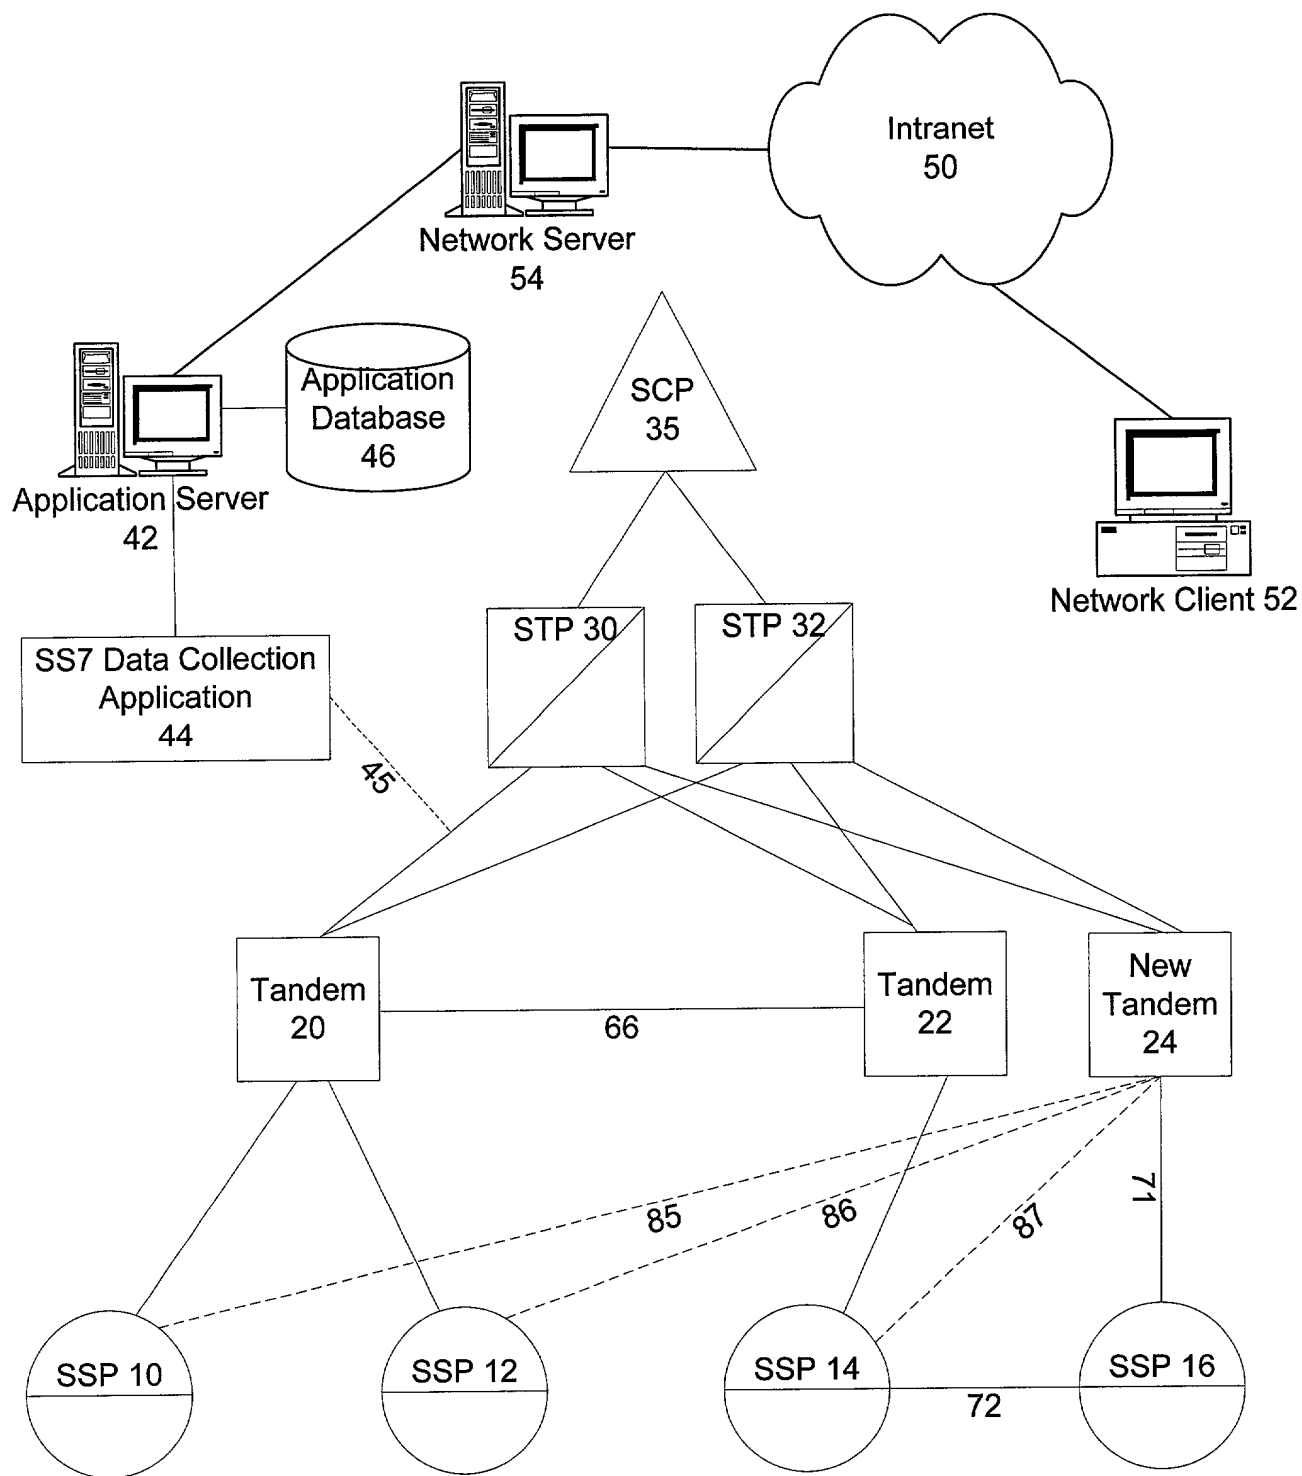 Intranet
50
Network Server
54
Application
Database
46
SCP
35
Application Server
42
Network Client 52
STP 30
STP 32
SS7 Data Collection
Application
44
45
Tandem
20
66
Tandem
22
New
Tandem
24
85
86
87
71
SSP 10
SSP 12
SSP 14
72
SSP 16